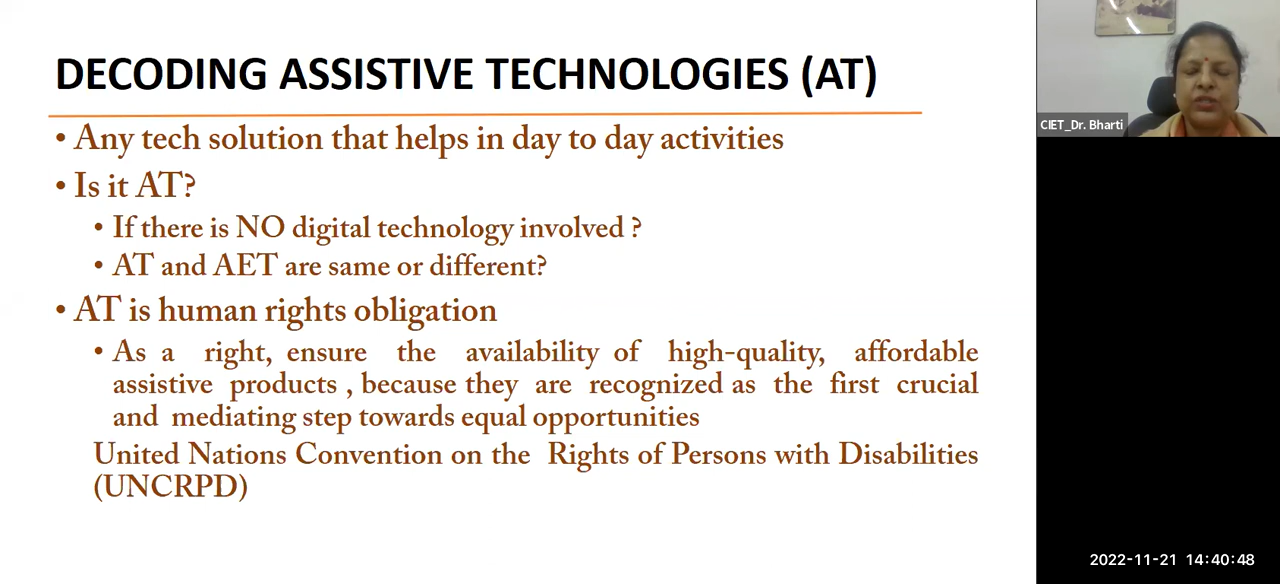 DECODING ASSISTIVE TECHNOLOGIES (AT)
• Any tech solution that helps in day to day activities
• Is it AT?
• If there is NO digital technology involved ?
• AT and AET are same or different?
• AT is human rights obligation
• As a right, ensure the availability of high-quality, affordable
assistive products , because they are recognized as the first crucial
and mediating step towards equal opportunities
United Nations Convention on the Rights of Persons with Disabilities
(UNCRPD)
CIET_Dr. Bharti
2022-11-21 14:40:48